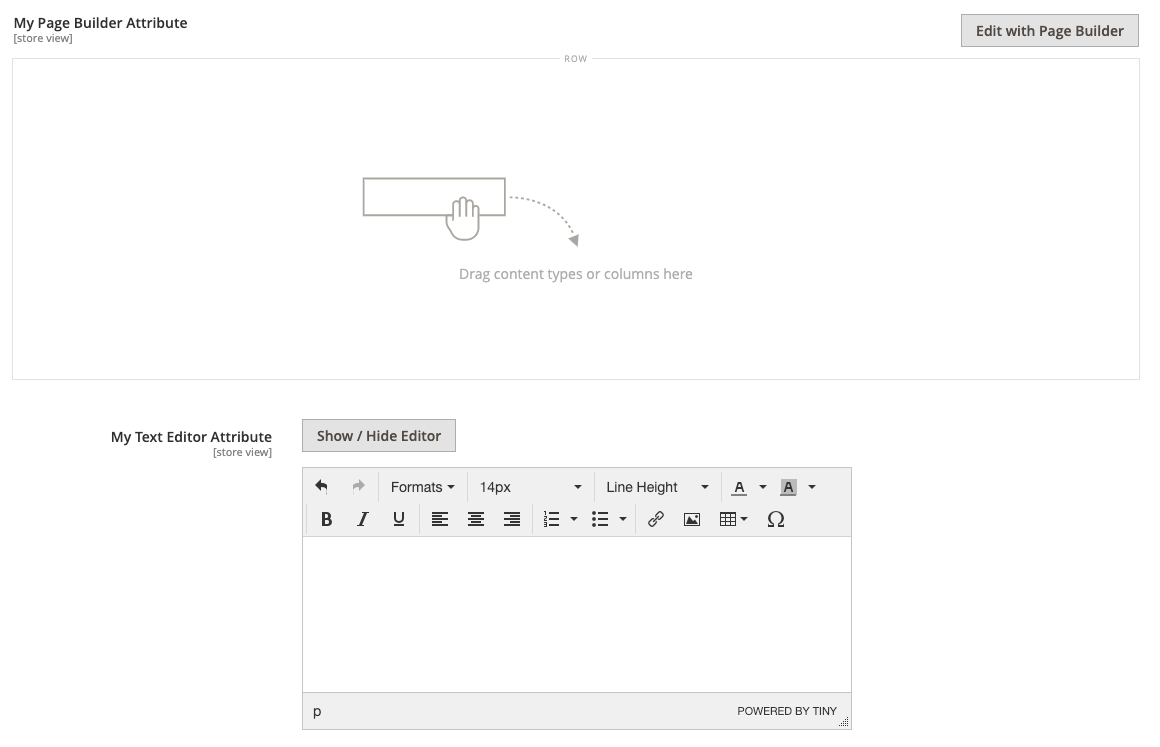 My Page Builder Attribute
[store view]
Edit with Page Builder
ROW
Drag content types or columns here
My Text Editor Attribute
[store view]
Show / Hide Editor
Formats 14px Line Height A A
B I U Ω
p POWERED BY TINY